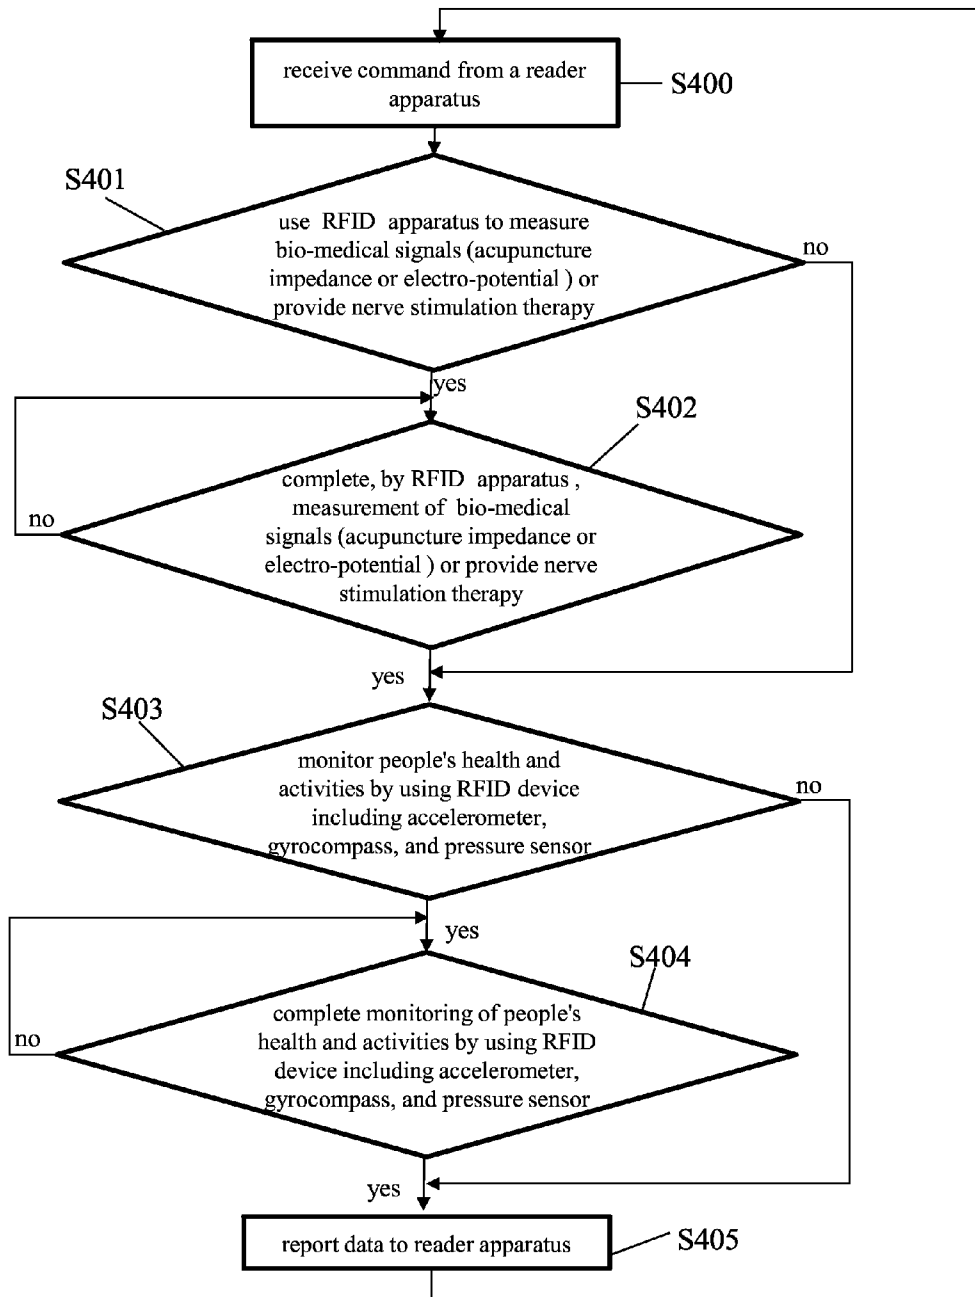 receive command from a reader
apparatus
S400
S401
use RFID apparatus to measure
bio-medical signals (acupuncture
impedance or electro-potential ) or
provide nerve stimulation therapy
no
yes
S402
complete, by RFID apparatus ,
measurement of bio-medical
signals (acupuncture impedance or
electro-potential ) or provide nerve
stimulation therapy
no
yes
S403
monitor people's health and
activities by using RFID device
including accelerometer,
gyrocompass, and pressure sensor
no
yes
S404
complete monitoring of people's
health and activities by using RFID
device including accelerometer,
gyrocompass, and pressure sensor
no
yes
report data to reader apparatus
S405